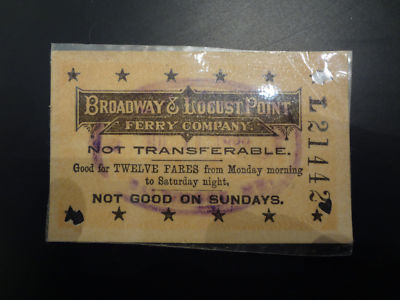 BROADWAY & LOCUST POINT
FERRY COMPANY.
NOT TRANSFERABLE.
Good for TWELVE FARES from Monday morning
to Saturday night,
NOT GOOD ON SUNDAYS.
L21442